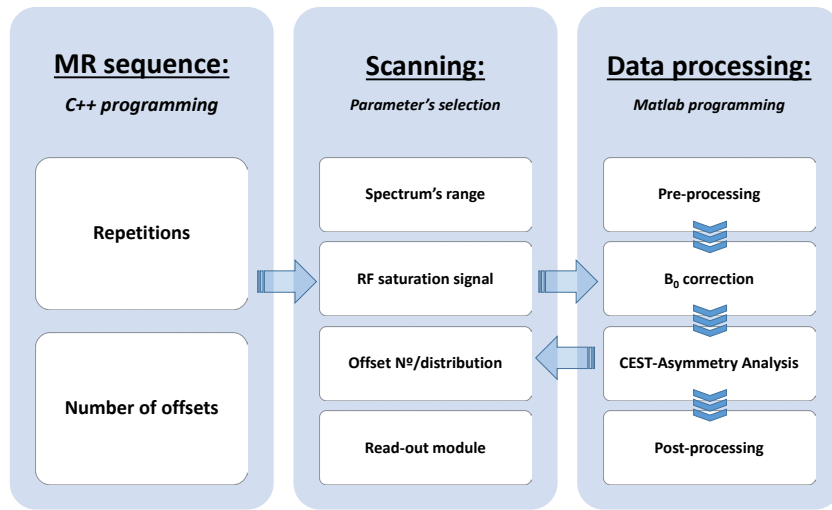 MR sequence:
C++ programming
Repetitions
Number of offsets
Scanning:
Parameter's selection
Spectrum's range
RF saturation signal
Offset Nº/distribution
Read-out module
Data processing:
Matlab programming
Pre-processing
B₀ correction
CEST-Asymmetry Analysis
Post-processing